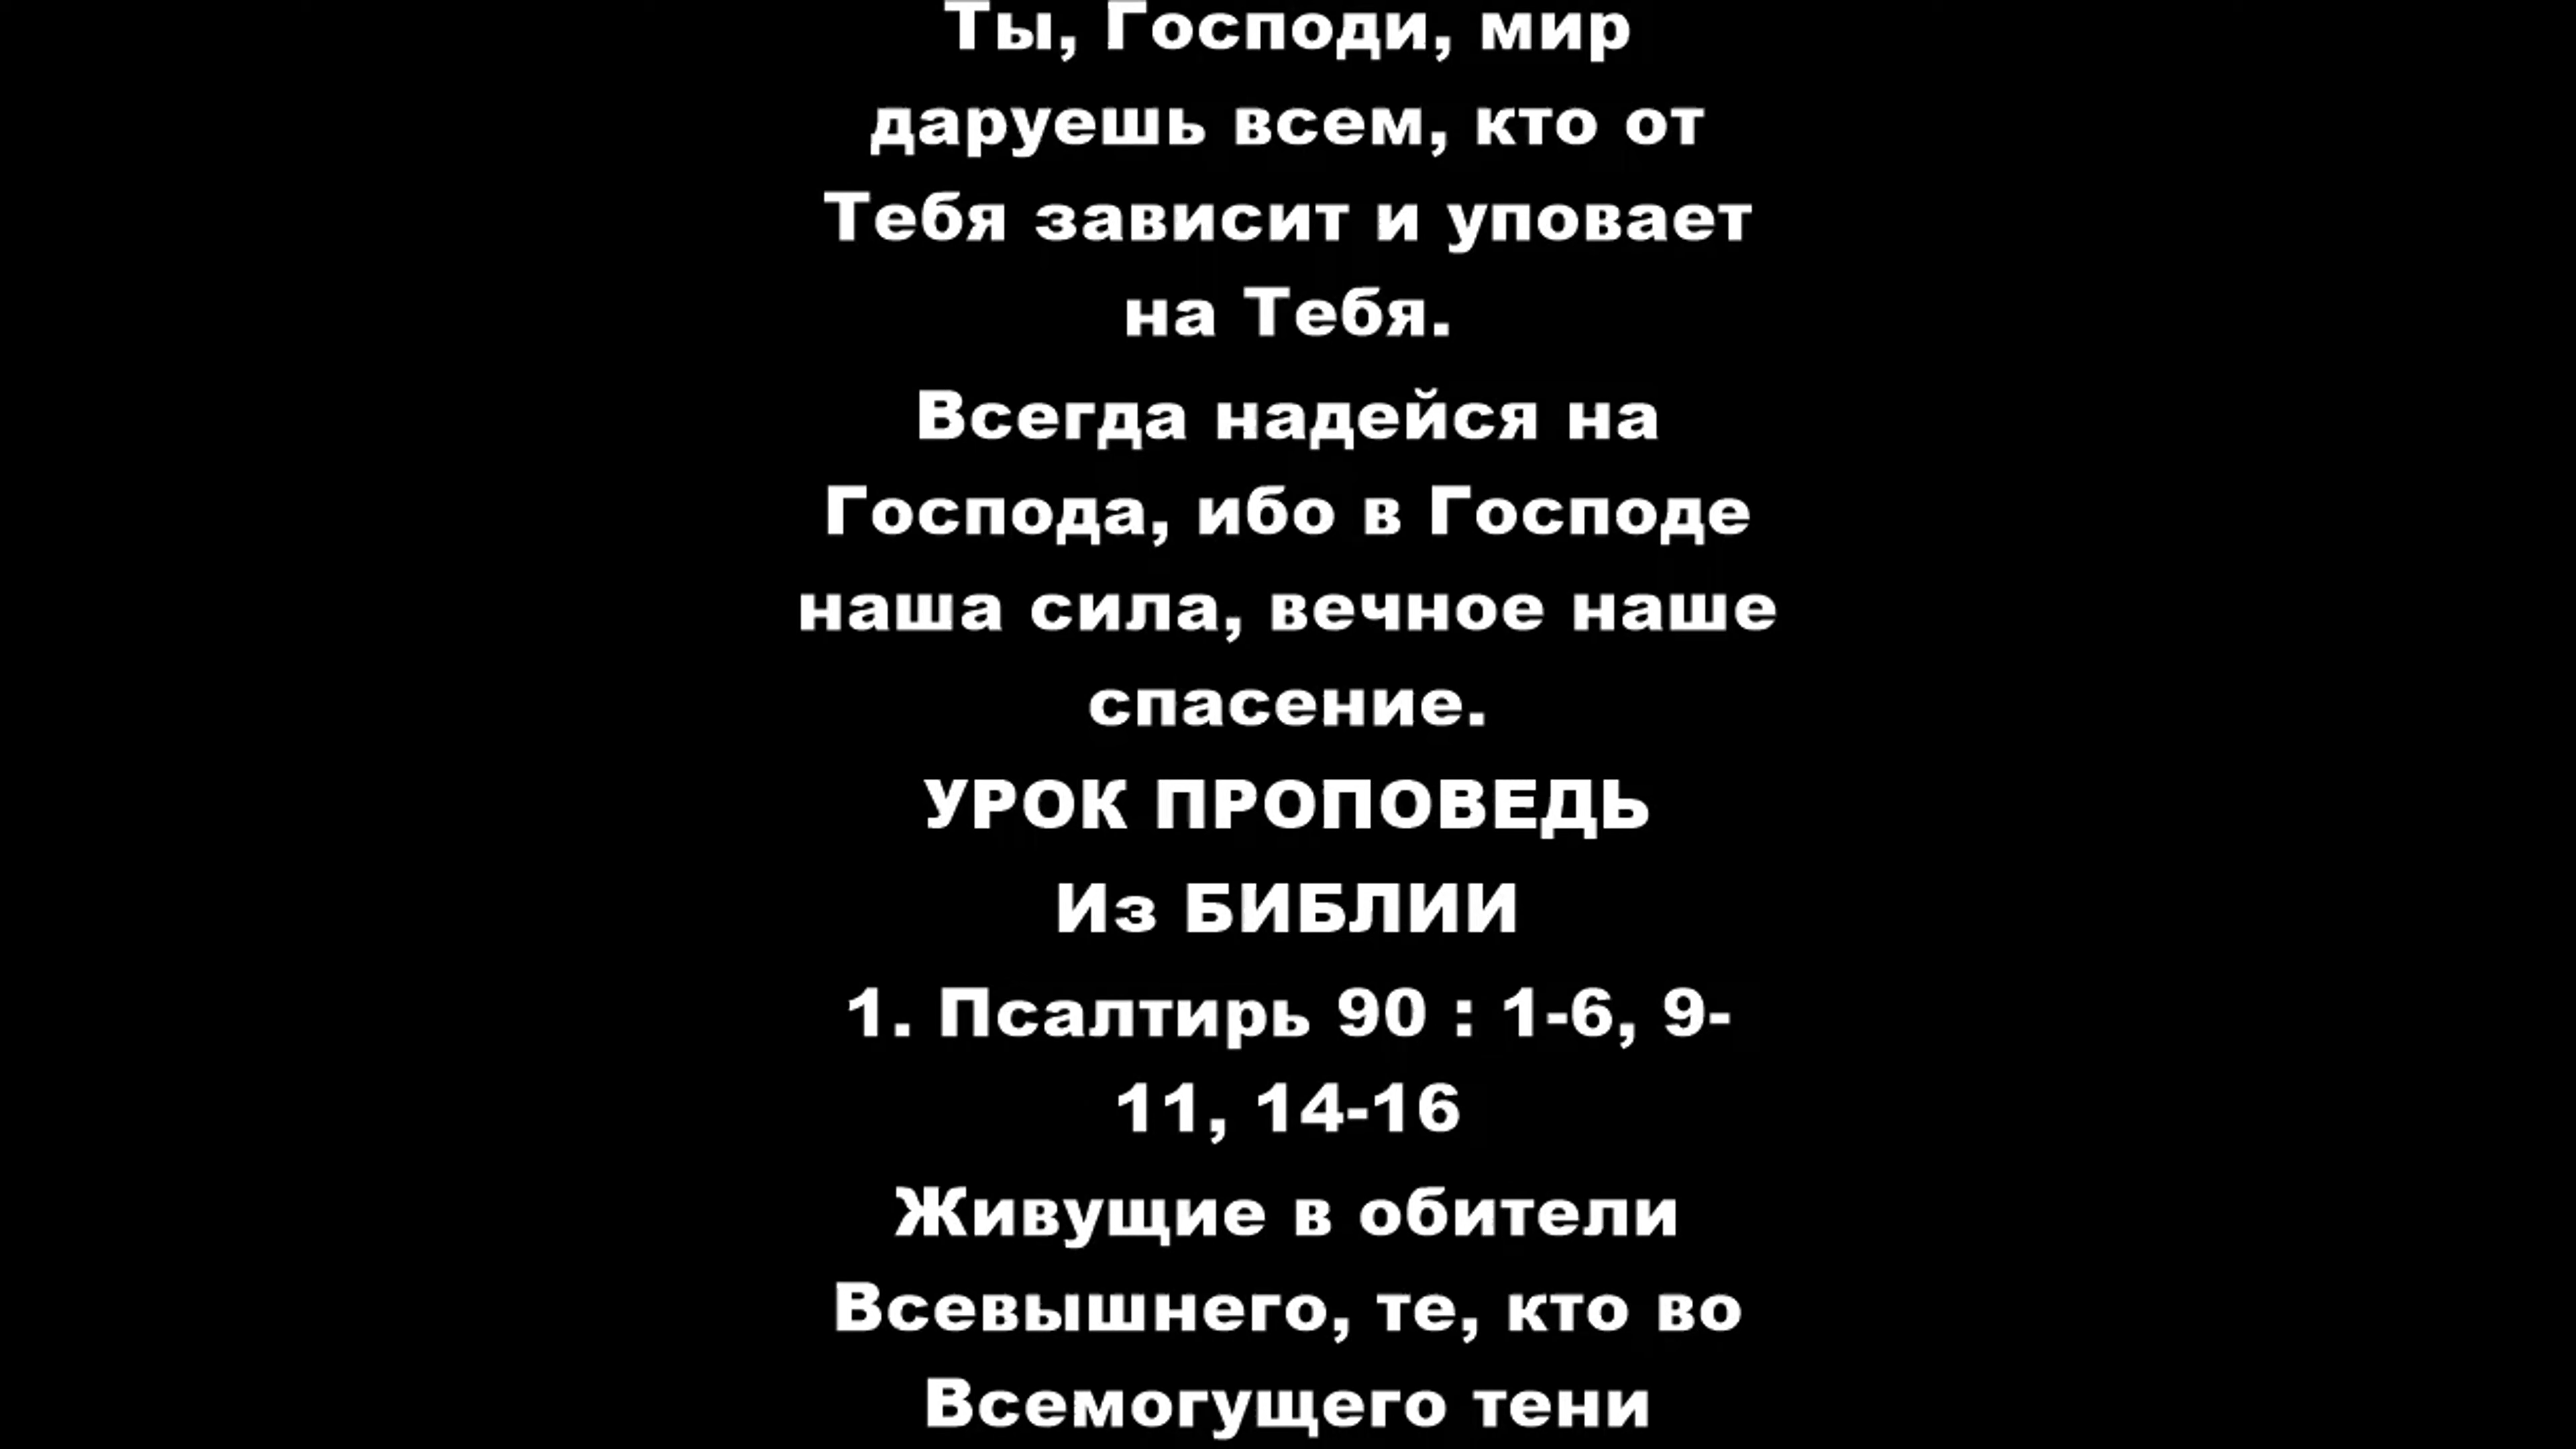 Ты, Господи, мир
даруешь всем, кто от
Тебя зависит и уповает
на Тебя.
Всегда надейся на
Господа, ибо в Господе
наша сила, вечное наше
спасение.
УРОК ПРОПОВЕДЬ
Из БИБЛИИ
1. Псалтирь 90 : 1-6, 9-
11, 14-16
Живущие в обители
Всевышнего, те, кто во
Всемогущего тени